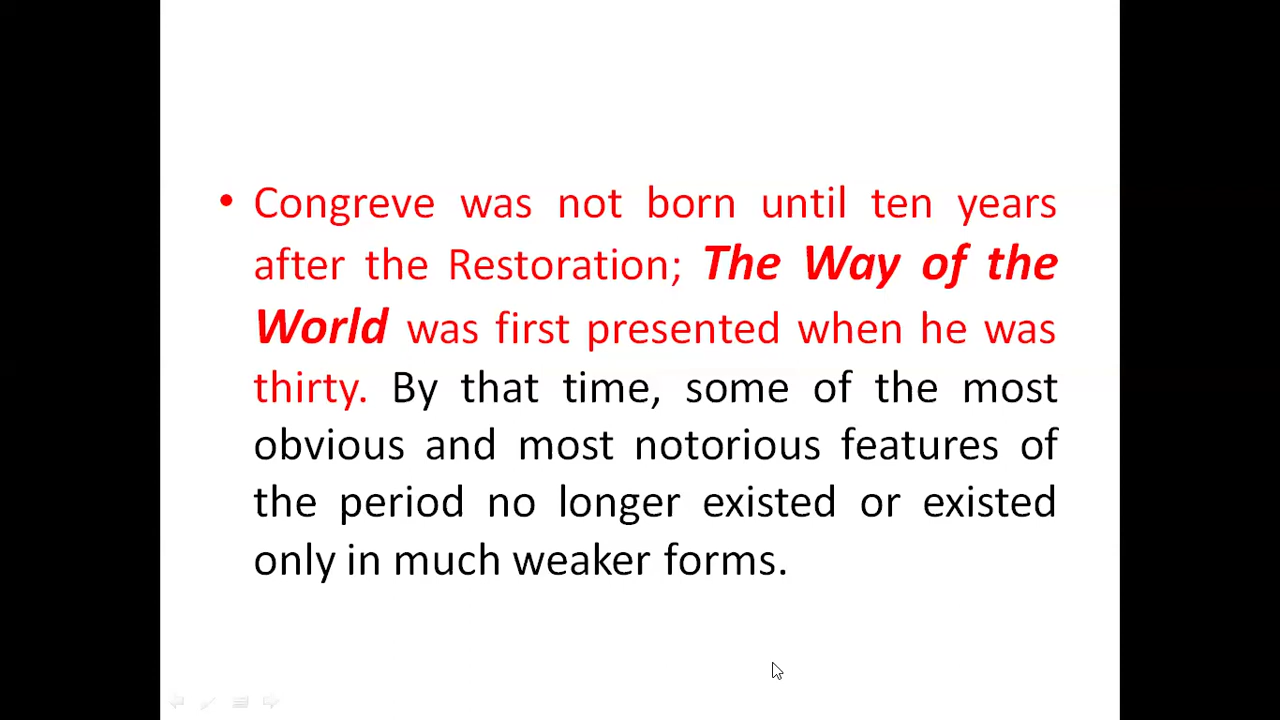 • Congreve was not born until ten years
after the Restoration; The Way of the
World was first presented when he was
thirty. By that time, some of the most
obvious and most notorious features of
the period no longer existed or existed
only in much weaker forms.